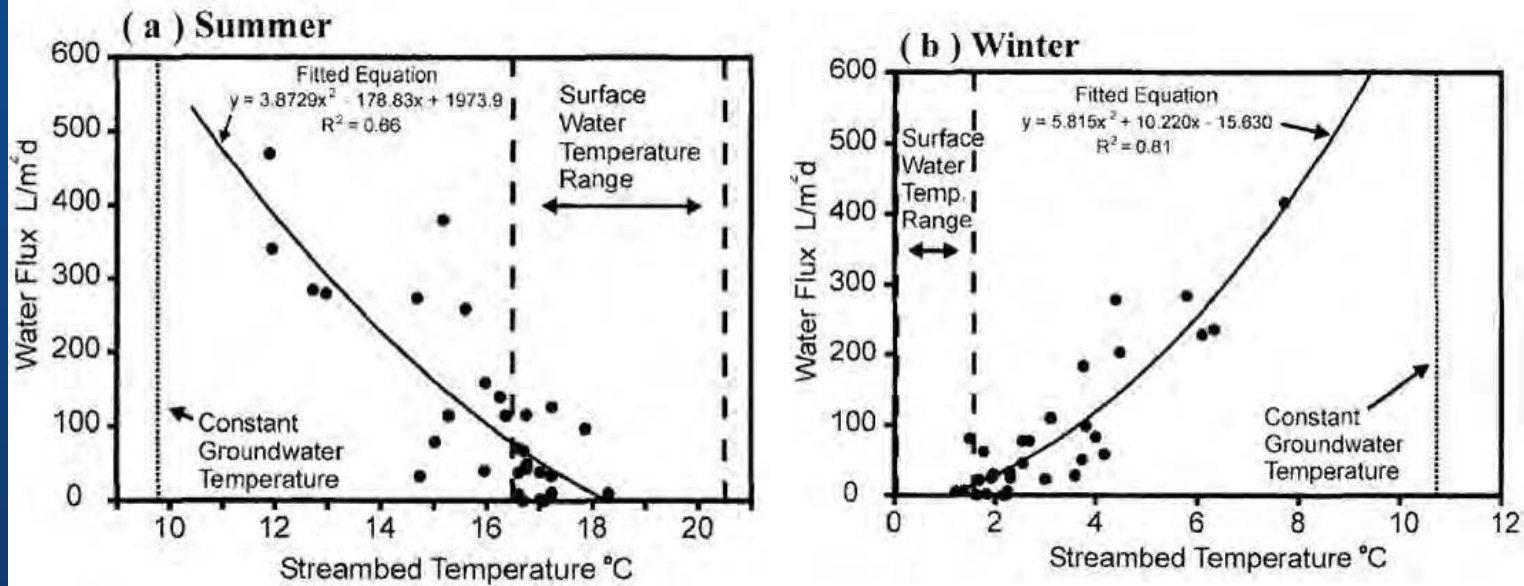 ( a ) Summer
600
500
400
300
200
100
0
Water Flux L/m²d
Fitted Equation
y = 3.8729x² - 178.83x + 1973.9
R² = 0.66
Surface
Water
Temperature
Range
Constant
Groundwater
Temperature
10 12 14 16 18 20
Streambed Temperature °C
( b ) Winter
600
500
400
300
200
100
0
Water Flux L/m²d
Surface
Water
Temp.
Range
Fitted Equation
y = 5.815x² + 10.220x - 15.630
R² = 0.81
Constant
Groundwater
Temperature
0 2 4 6 8 10 12
Streambed Temperature °C